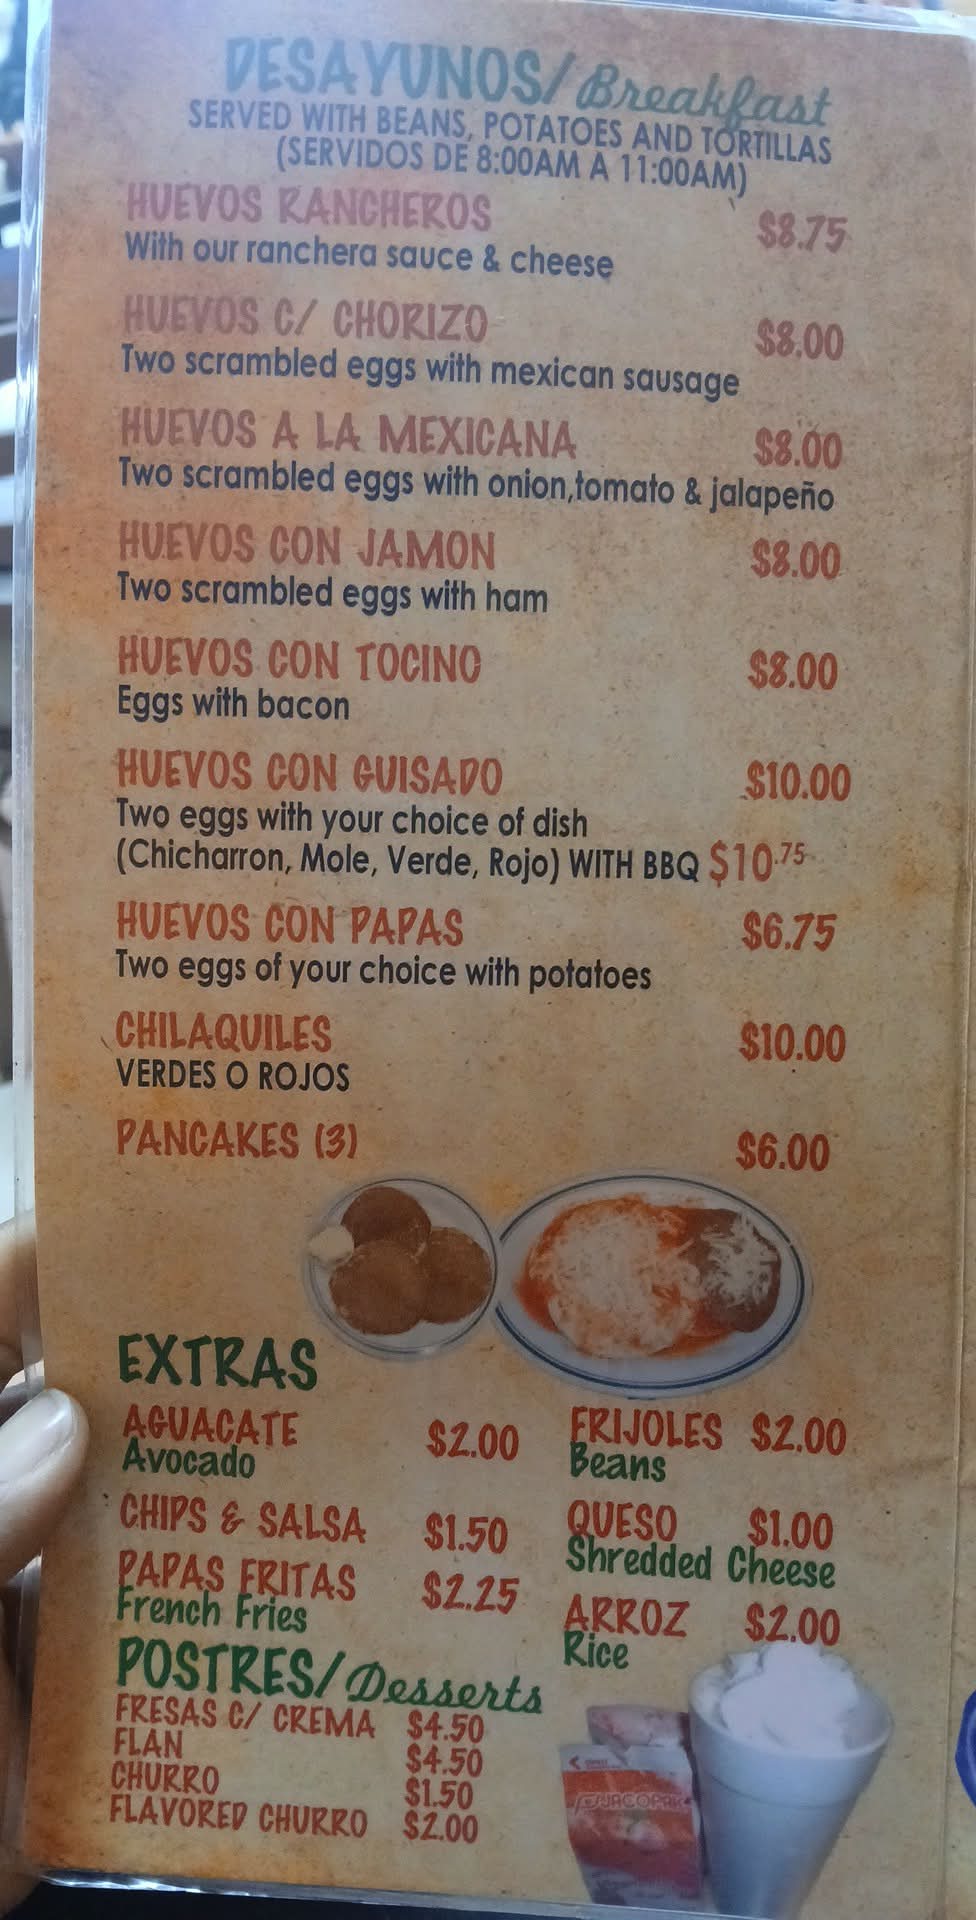 DESAYUNOS/Breakfast
SERVED WITH BEANS, POTATOES AND TORTILLAS
(SERVIDOS DE 8:00AM A 11:00AM)
HUEVOS RANCHEROS $8.75
With our ranchera sauce & cheese
HUEVOS C/ CHORIZO $8.00
Two scrambled eggs with mexican sausage
HUEVOS A LA MEXICANA $8.00
Two scrambled eggs with onion,tomato & jalapeño
HUEVOS CON JAMON $8.00
Two scrambled eggs with ham
HUEVOS CON TOCINO $8.00
Eggs with bacon
HUEVOS CON GUISADO $10.00
Two eggs with your choice of dish
(Chicharron, Mole, Verde, Rojo) WITH BBQ $10.75
HUEVOS CON PAPAS $6.75
Two eggs of your choice with potatoes
CHILAQUILES $10.00
VERDES O ROJOS
PANCAKES (3) $6.00
EXTRAS
AGUACATE $2.00
Avocado
CHIPS & SALSA $1.50
PAPAS FRITAS $2.25
French Fries
FRIJOLES $2.00
Beans
QUESO $1.00
Shredded Cheese
ARROZ $2.00
Rice
POSTRES/Desserts
FRESAS C/ CREMA $4.50
FLAN $4.50
CHURRO $1.50
FLAVORED CHURRO $2.00